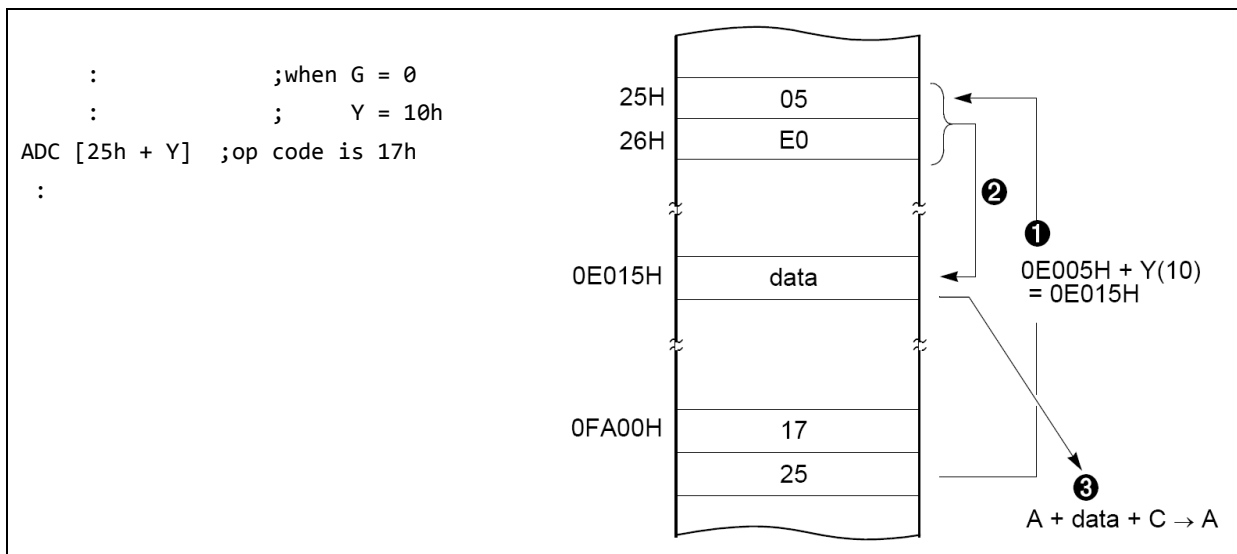 :                ;when G = 0
:                ;     Y = 10h
ADC [25h + Y]  ;op code is 17h
:
25H
05
26H
E0
❷
❶
0E015H
data
0E005H + Y(10)
= 0E015H
0FA00H
17
25
❸
A + data + C → A